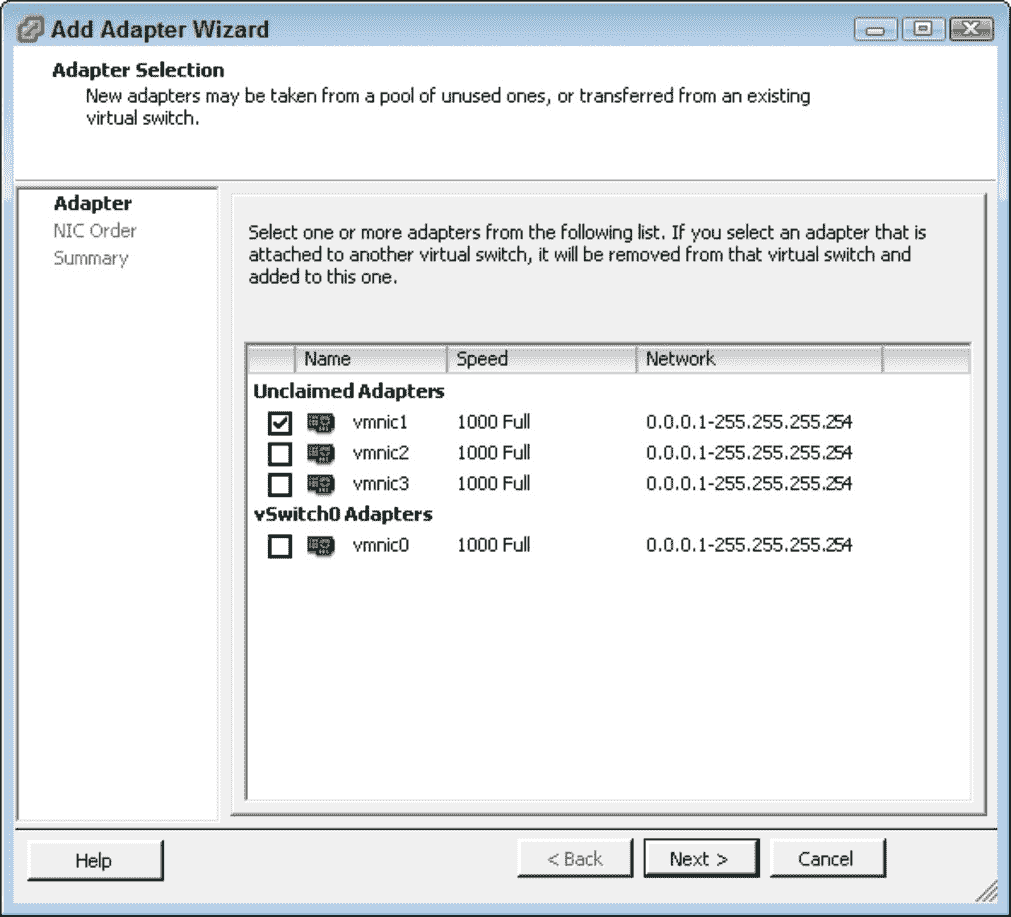 Add Adapter Wizard
Adapter Selection
New adapters may be taken from a pool of unused ones, or transferred from an existing
virtual switch.
Adapter
NIC Order
Summary
Select one or more adapters from the following list. If you select an adapter that is
attached to another virtual switch, it will be removed from that virtual switch and
added to this one.
Name Speed Network
Unclaimed Adapters
vmnic1 1000 Full 0.0.0.1-255.255.255.254
vmnic2 1000 Full 0.0.0.1-255.255.255.254
vmnic3 1000 Full 0.0.0.1-255.255.255.254
vSwitch0 Adapters
vmnic0 1000 Full 0.0.0.1-255.255.255.254
Help < Back Next > Cancel